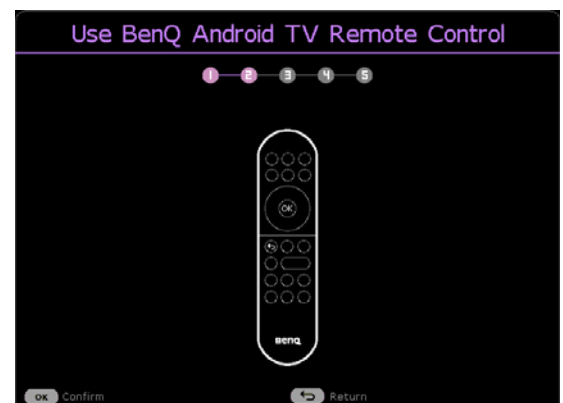 Use BenQ Android TV Remote Control
1 2 3 4 5
OK
BenQ
OK Confirm
Return